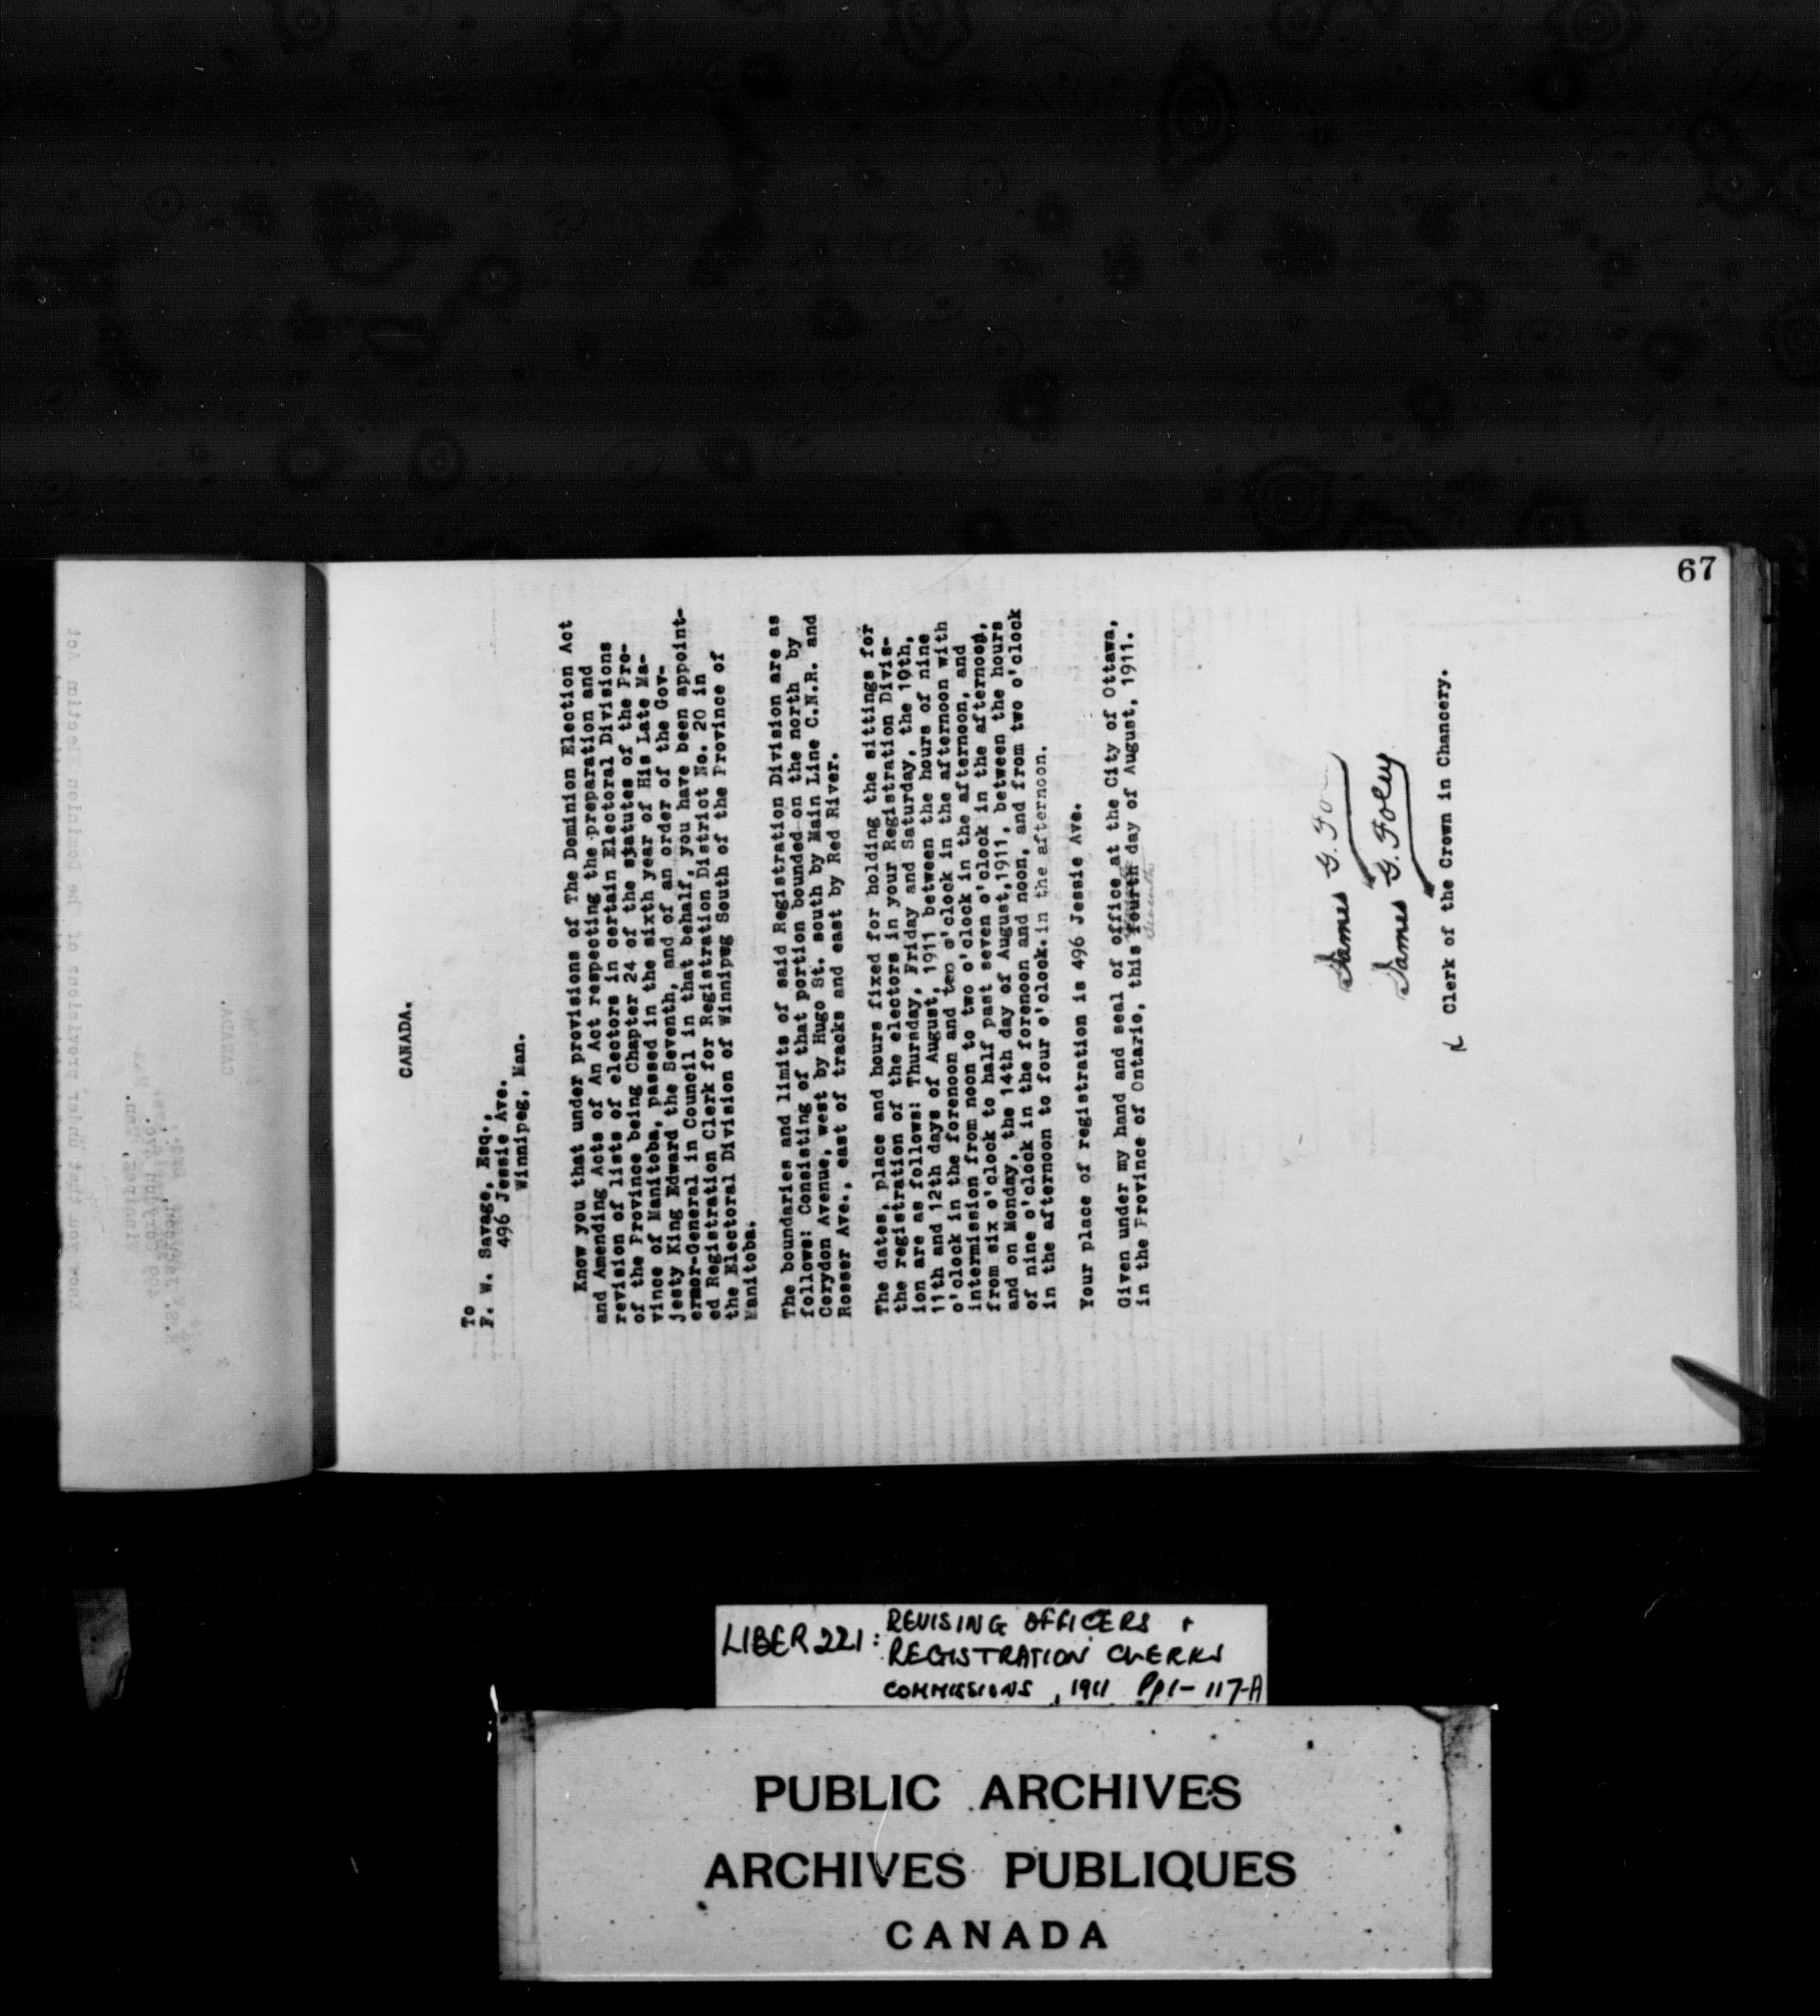 67
CANADA.
To
F. W. Savage, Esq.,
496 Jessie Ave.
Winnipeg, Man.
Know you that under provisions of The Dominion Election Act
and Amending Acts of An Act respecting the preparation and
revision of lists of electors in certain Electoral Divisions
of the Province being Chapter 24 of the statutes of the Pro-
vince of Manitoba, passed in the sixth year of His Late Ma-
jesty King Edward the Seventh, and of an order of the Gov-
ernor-General in Council in that behalf, you have been appoint-
ed Registration Clerk for Registration District No. 20 in
the Electoral Division of Winnipeg South of the Province of
Manitoba.
The boundaries and limits of said Registration Division are as
follows: Consisting of that portion bounded on the north by
Corydon Avenue, west by Hugo St. south by Main Line C.N.R. and
Rosser Ave., east of tracks and east by Red River.
The dates, place and hours fixed for holding the sittings for
the registration of the electors in your Registration Divis-
ion are as follows: Thursday, Friday and Saturday, the 10th,
11th and 12th days of August, 1911 between the hours of nine
o'clock in the forenoon and ten o'clock in the afternoon with
intermission from noon to two o'clock in the afternoon, and
from six o'clock to half past seven o'clock in the afternoon,
and on Monday, the 14th day of August, 1911, between the hours
of nine o'clock in the forenoon and noon, and from two o'clock
in the afternoon to four o'clock. in the afternoon.
Your place of registration is 496 Jessie Ave.
Given under my hand and seal of office at the City of Ottawa,
in the Province of Ontario, this fourth day of August, 1911.
Seventh
James G. Fo
James G. Foley
Clerk of the Crown in Chancery.
LIBER 221: REVISING OFFICERS +
REGISTRATION CLERKS
COMMISSIONS, 1911 Pp 1-117-A
PUBLIC ARCHIVES
ARCHIVES PUBLIQUES
CANADA